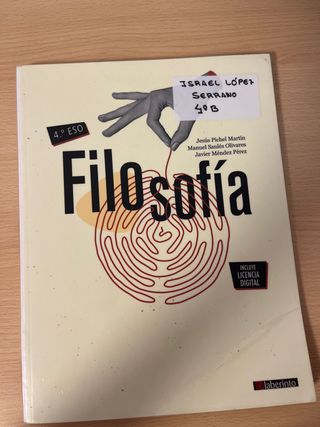 ISRAEL LÓPEZ
SERRANO
4ºB
4.º ESO
Jesús Pichel Martín
Manuel Sanlés Olivares
Javier Méndez Pérez
Filosofía
INCLUYE
LICENCIA
DIGITAL
laberinto